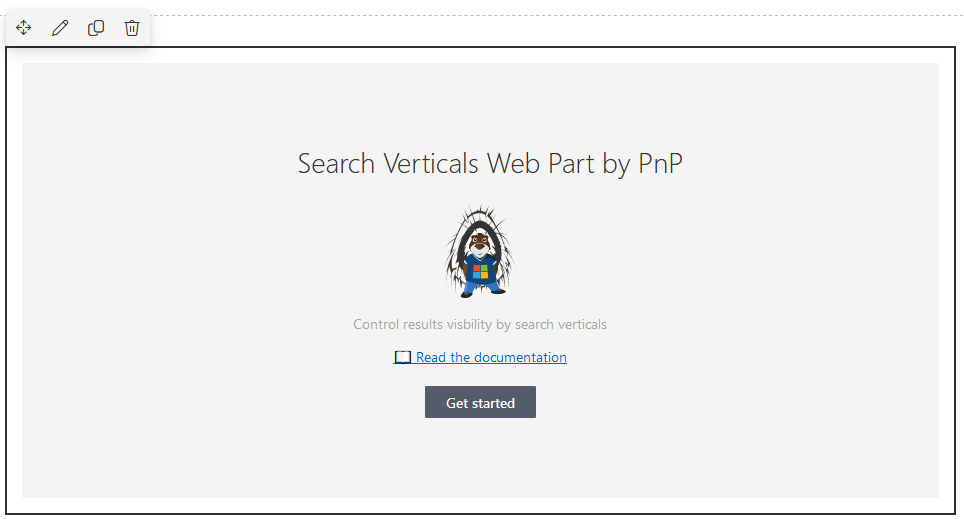 Search Verticals Web Part by PnP
Control results visbility by search verticals
Read the documentation
Get started